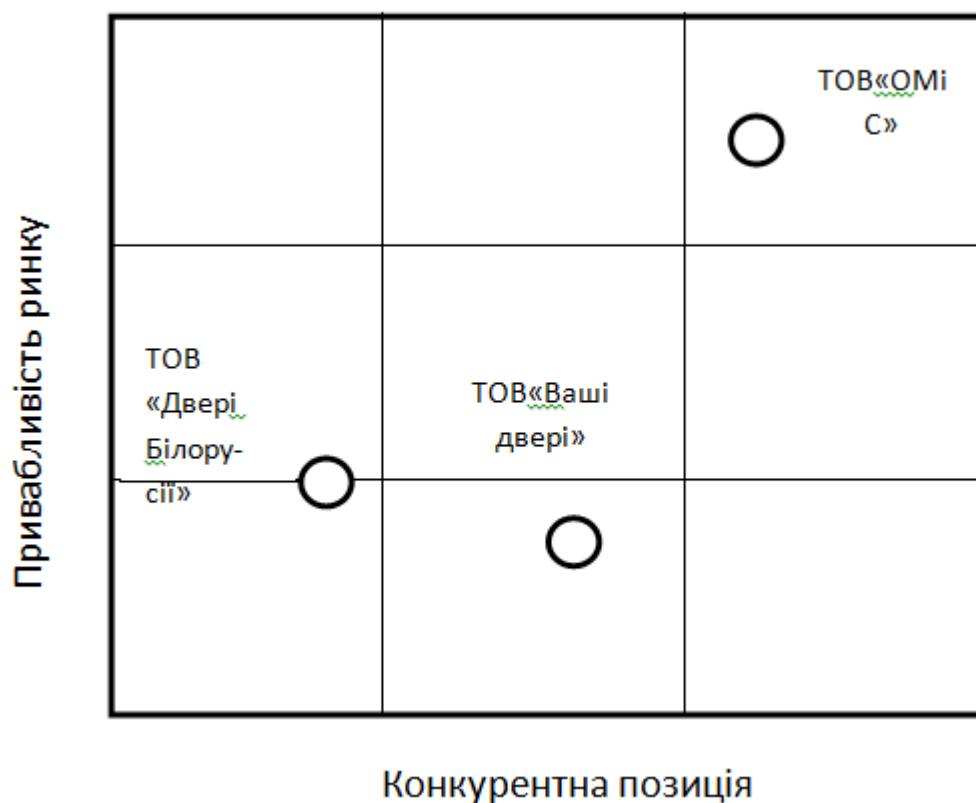 ТОВ«ОМі
С»
Привабливість ринку
ТОВ
«Двері
Білору-
сії»
ТОВ«Ваші
двері»
Конкурентна позиція